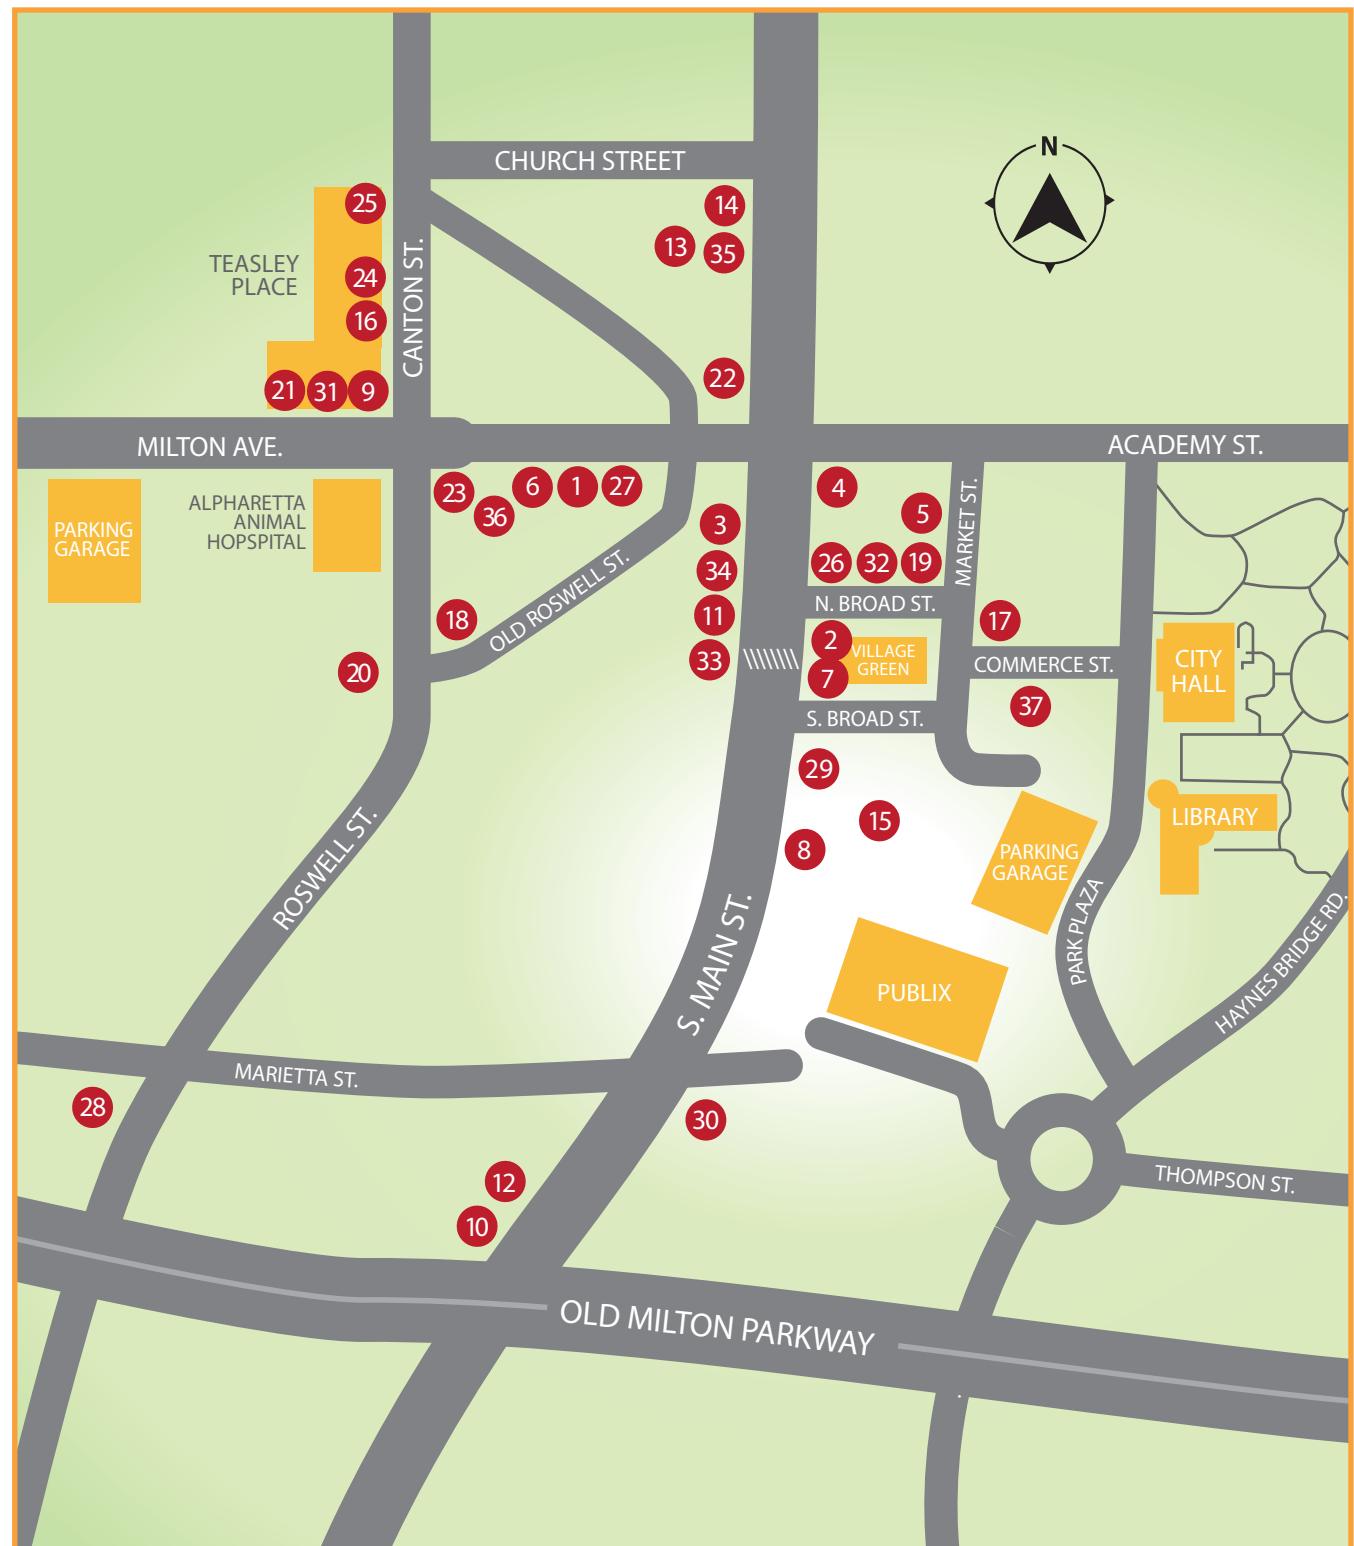 N
CHURCH STREET
25
14
13
35
TEASLEY
PLACE
24
16
CANTON ST.
22
21
31
9
MILTON AVE.
ACADEMY ST.
PARKING
GARAGE
ALPHARETTA
ANIMAL
HOPSPITAL
23
36
6
1
27
3
4
5
MARKET ST.
34
26
32
19
OLD ROSWELL ST.
18
11
N. BROAD ST.
17
20
33
2
7
VILLAGE
GREEN
COMMERCE ST.
CITY
HALL
37
S. BROAD ST.
29
15
8
LIBRARY
ROSWELL ST.
PARKING
GARAGE
PARK PLAZA
S. MAIN ST.
PUBLIX
HAYNES BRIDGE RD.
MARIETTA ST.
28
30
12
10
THOMPSON ST.
OLD MILTON PARKWAY